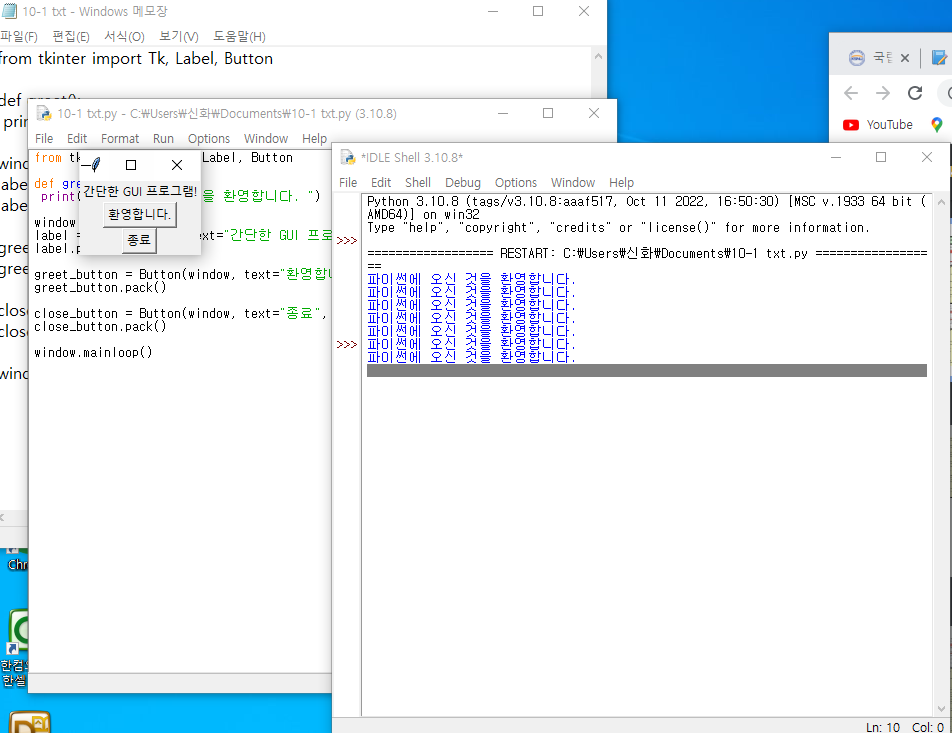 10-1 txt - Windows 메모장
파일(F) 편집(E) 서식(O) 보기(V) 도움말(H)
from tkinter import Tk, Label, Button
def greet():
prin
wind
abe
abe
gree
gree
close
close
wind
Chr
한컴오
한셀
10-1 txt.py - C:₩Users₩신화₩Documents₩10-1 txt.py (3.10.8)
File Edit Format Run Options Window Help
from tk Label, Button
def gre
print( 을 환영합니다. ")
window
label = ext="간단한 GUI 프로
label.p
greet_button = Button(window, text="환영합니
greet_button.pack()
close_button = Button(window, text="종료",
close_button.pack()
window.mainloop()
간단한 GUI 프로그램!
환영합니다.
종료
*IDLE Shell 3.10.8*
File Edit Shell Debug Options Window Help
Python 3.10.8 (tags/v3.10.8:aaaf517, Oct 11 2022, 16:50:30) [MSC v.1933 64 bit (
AMD64)] on win32
Type "help", "copyright", "credits" or "license()" for more information.
>>>
================== RESTART: C:₩Users₩신화₩Documents₩10-1 txt.py ================
==
파이썬에 오신 것을 환영합니다.
파이썬에 오신 것을 환영합니다.
파이썬에 오신 것을 환영합니다.
파이썬에 오신 것을 환영합니다.
파이썬에 오신 것을 환영합니다.
>>> 파이썬에 오신 것을 환영합니다.
파이썬에 오신 것을 환영합니다.
Ln: 10 Col: 0
국립
YouTube